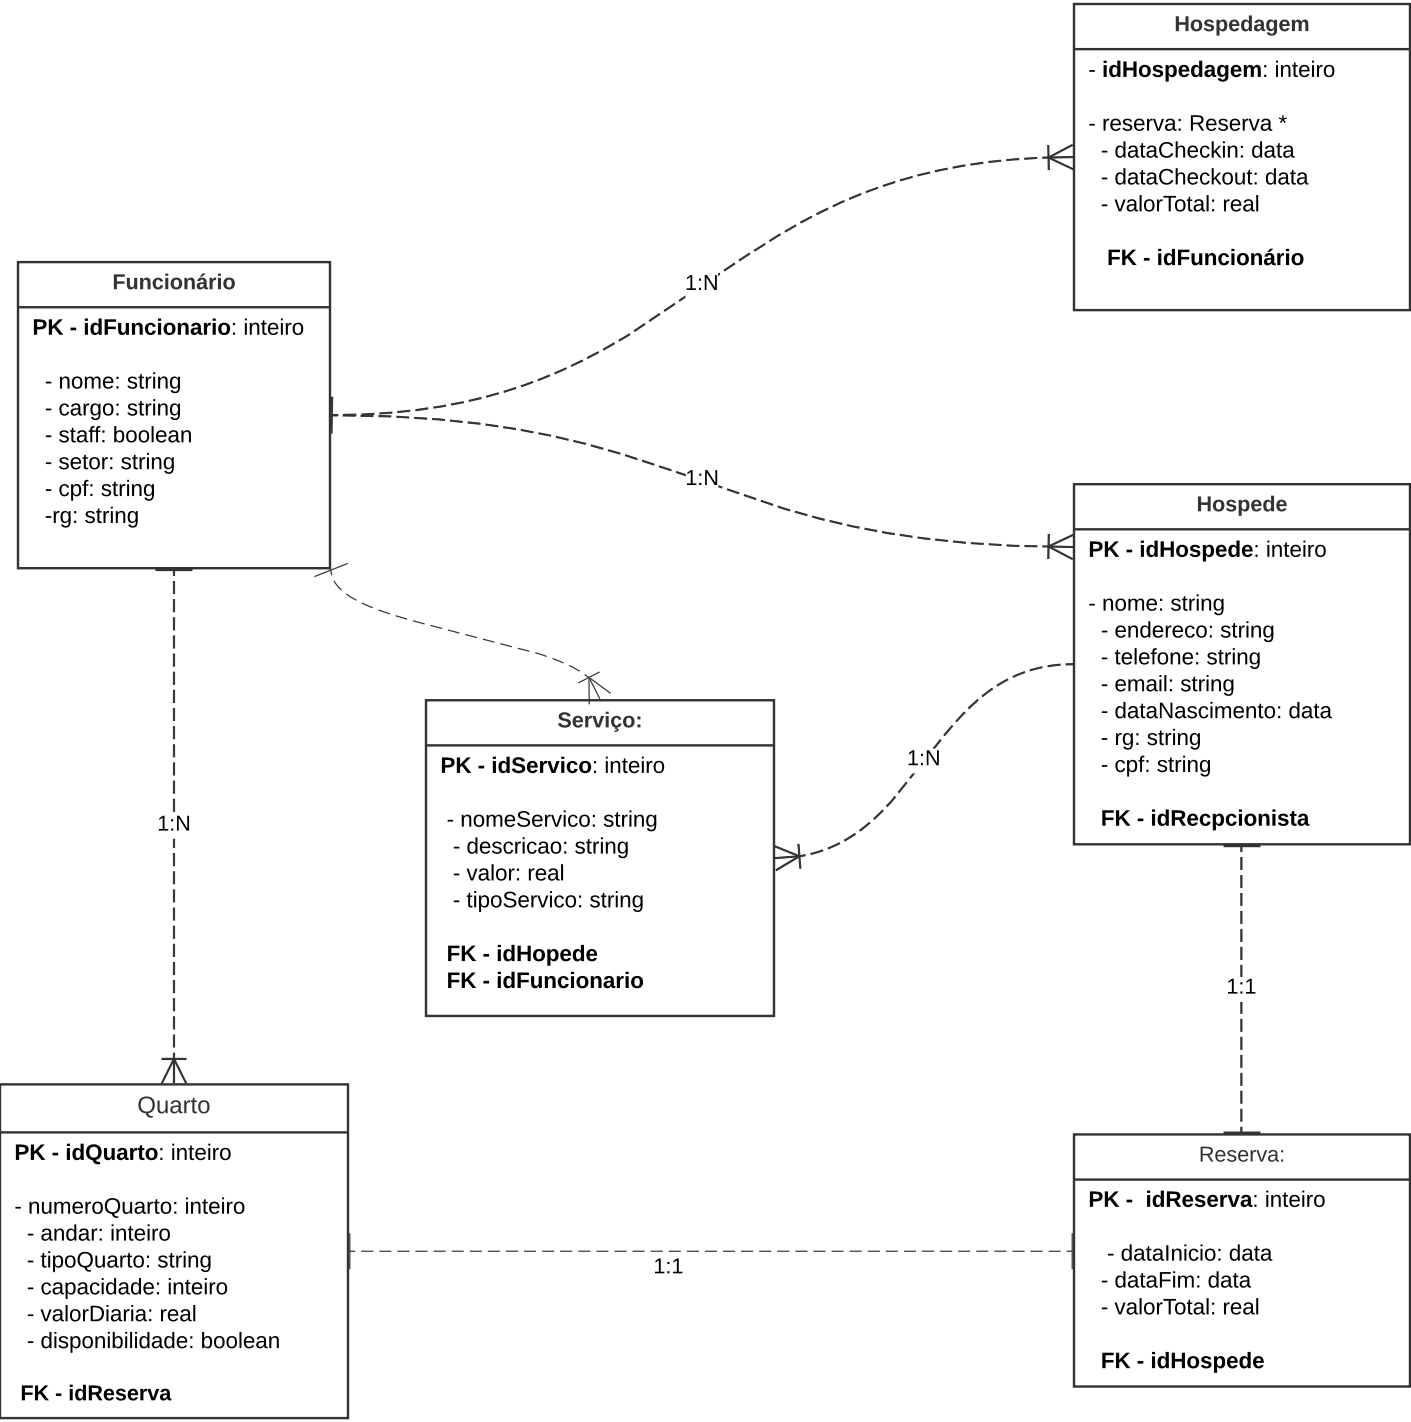 Hospedagem
- idHospedagem: inteiro
- reserva: Reserva *
- dataCheckin: data
- dataCheckout: data
- valorTotal: real
FK - idFuncionário
1:N
Funcionário
PK - idFuncionario: inteiro
- nome: string
- cargo: string
- staff: boolean
- setor: string
- cpf: string
-rg: string
1:N
Hospede
PK - idHospede: inteiro
- nome: string
- endereco: string
- telefone: string
- email: string
- dataNascimento: data
- rg: string
- cpf: string
FK - idRecpcionista
Serviço:
PK - idServico: inteiro
- nomeServico: string
- descricao: string
- valor: real
- tipoServico: string
FK - idHopede
FK - idFuncionario
1:N
1:N
1:1
Quarto
PK - idQuarto: inteiro
- numeroQuarto: inteiro
- andar: inteiro
- tipoQuarto: string
- capacidade: inteiro
- valorDiaria: real
- disponibilidade: boolean
FK - idReserva
1:1
Reserva:
PK -  idReserva: inteiro
- dataInicio: data
- dataFim: data
- valorTotal: real
FK - idHospede